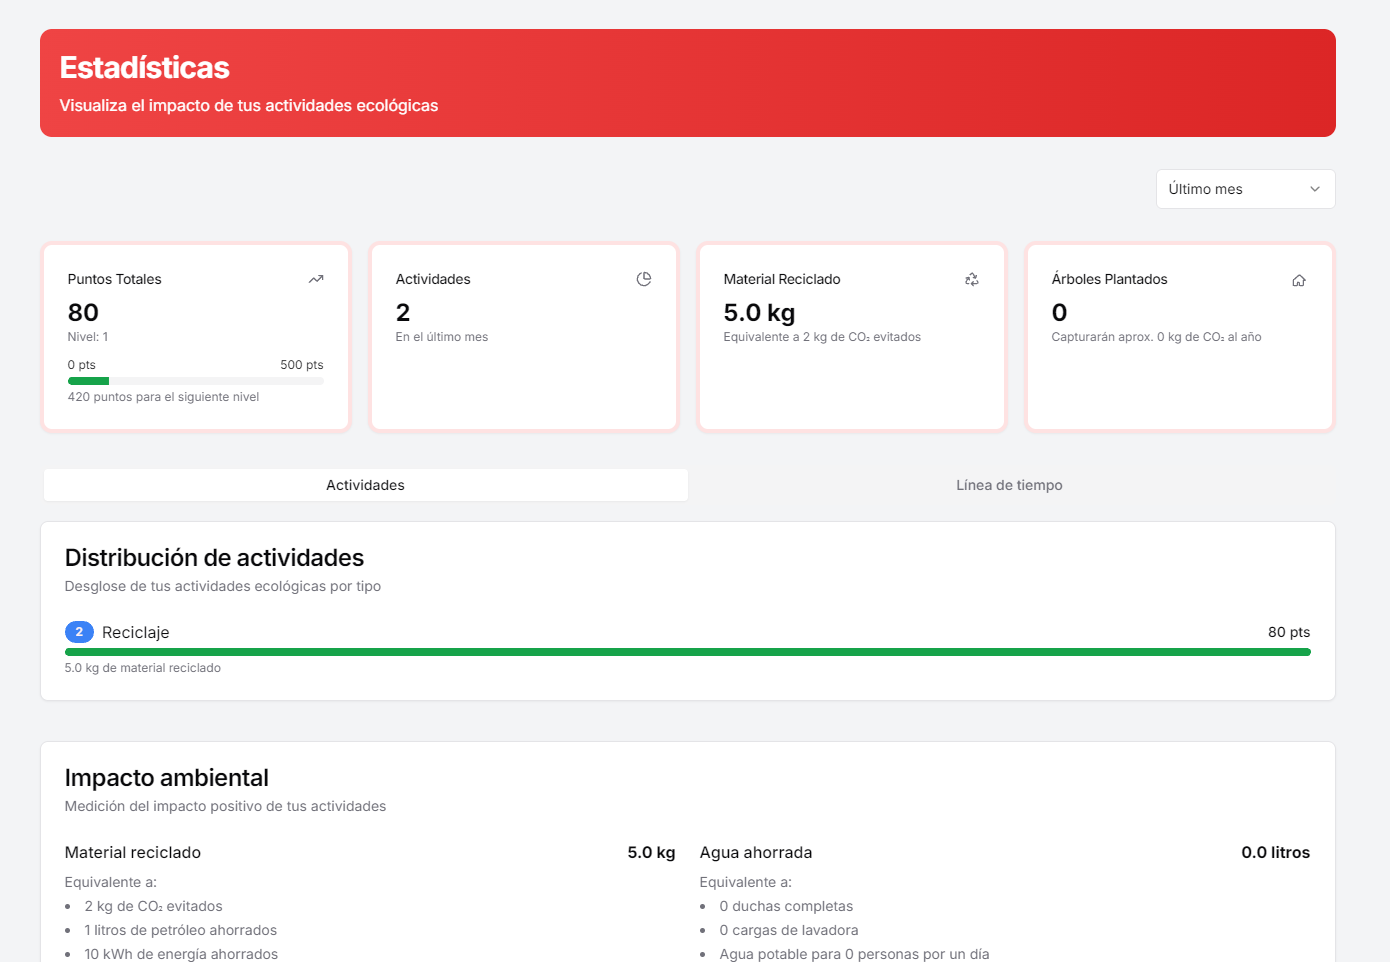 Estadísticas
Visualiza el impacto de tus actividades ecológicas
Último mes
Puntos Totales
80
Nivel: 1
0 pts 500 pts
420 puntos para el siguiente nivel
Actividades
2
En el último mes
Material Reciclado
5.0 kg
Equivalente a 2 kg de CO₂ evitados
Árboles Plantados
0
Capturarán aprox. 0 kg de CO₂ al año
Actividades Línea de tiempo
Distribución de actividades
Desglose de tus actividades ecológicas por tipo
2 Reciclaje 80 pts
5.0 kg de material reciclado
Impacto ambiental
Medición del impacto positivo de tus actividades
Material reciclado 5.0 kg
Equivalente a:
• 2 kg de CO₂ evitados
• 1 litros de petróleo ahorrados
• 10 kWh de energía ahorrados
Agua ahorrada 0.0 litros
Equivalente a:
• 0 duchas completas
• 0 cargas de lavadora
• Agua potable para 0 personas por un día